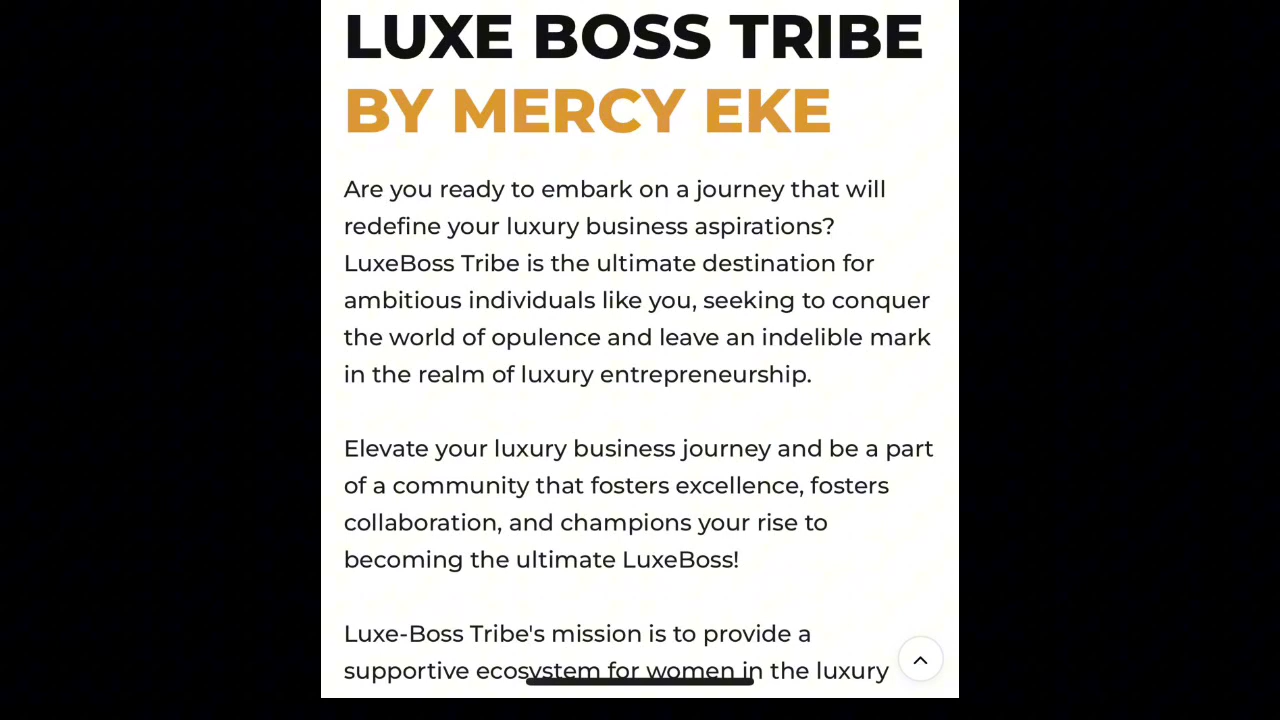 LUXE BOSS TRIBE
BY MERCY EKE
Are you ready to embark on a journey that will
redefine your luxury business aspirations?
LuxeBoss Tribe is the ultimate destination for
ambitious individuals like you, seeking to conquer
the world of opulence and leave an indelible mark
in the realm of luxury entrepreneurship.
Elevate your luxury business journey and be a part
of a community that fosters excellence, fosters
collaboration, and champions your rise to
becoming the ultimate LuxeBoss!
Luxe-Boss Tribe's mission is to provide a
supportive ecosystem for women in the luxury